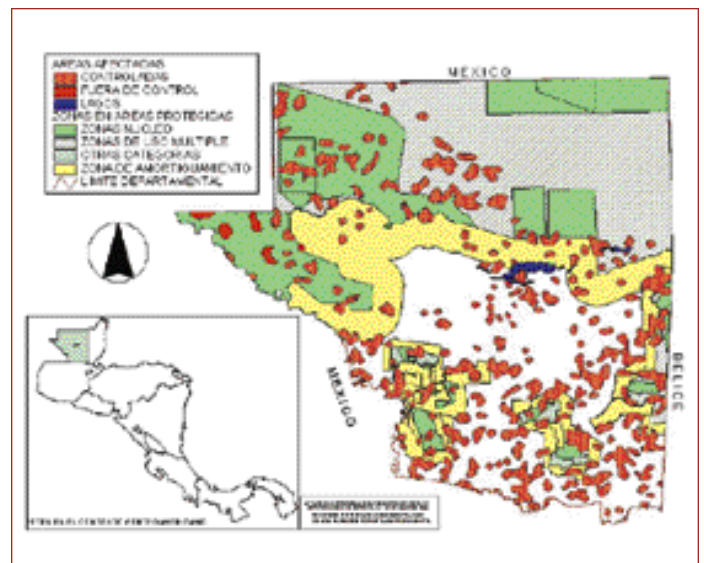 AREAS AFECTADAS
CONTROLADAS
FUERA DE CONTROL
LAGOS
ZONAS EN AREAS PROTEGIDAS
ZONAS NUCLEO
ZONAS DE USO MULTIPLE
OTRAS CATEGORIAS
ZONA DE AMORTIGUAMIENTO
LIMITE DEPARTAMENTAL
MEXICO
BELICE
MEXICO